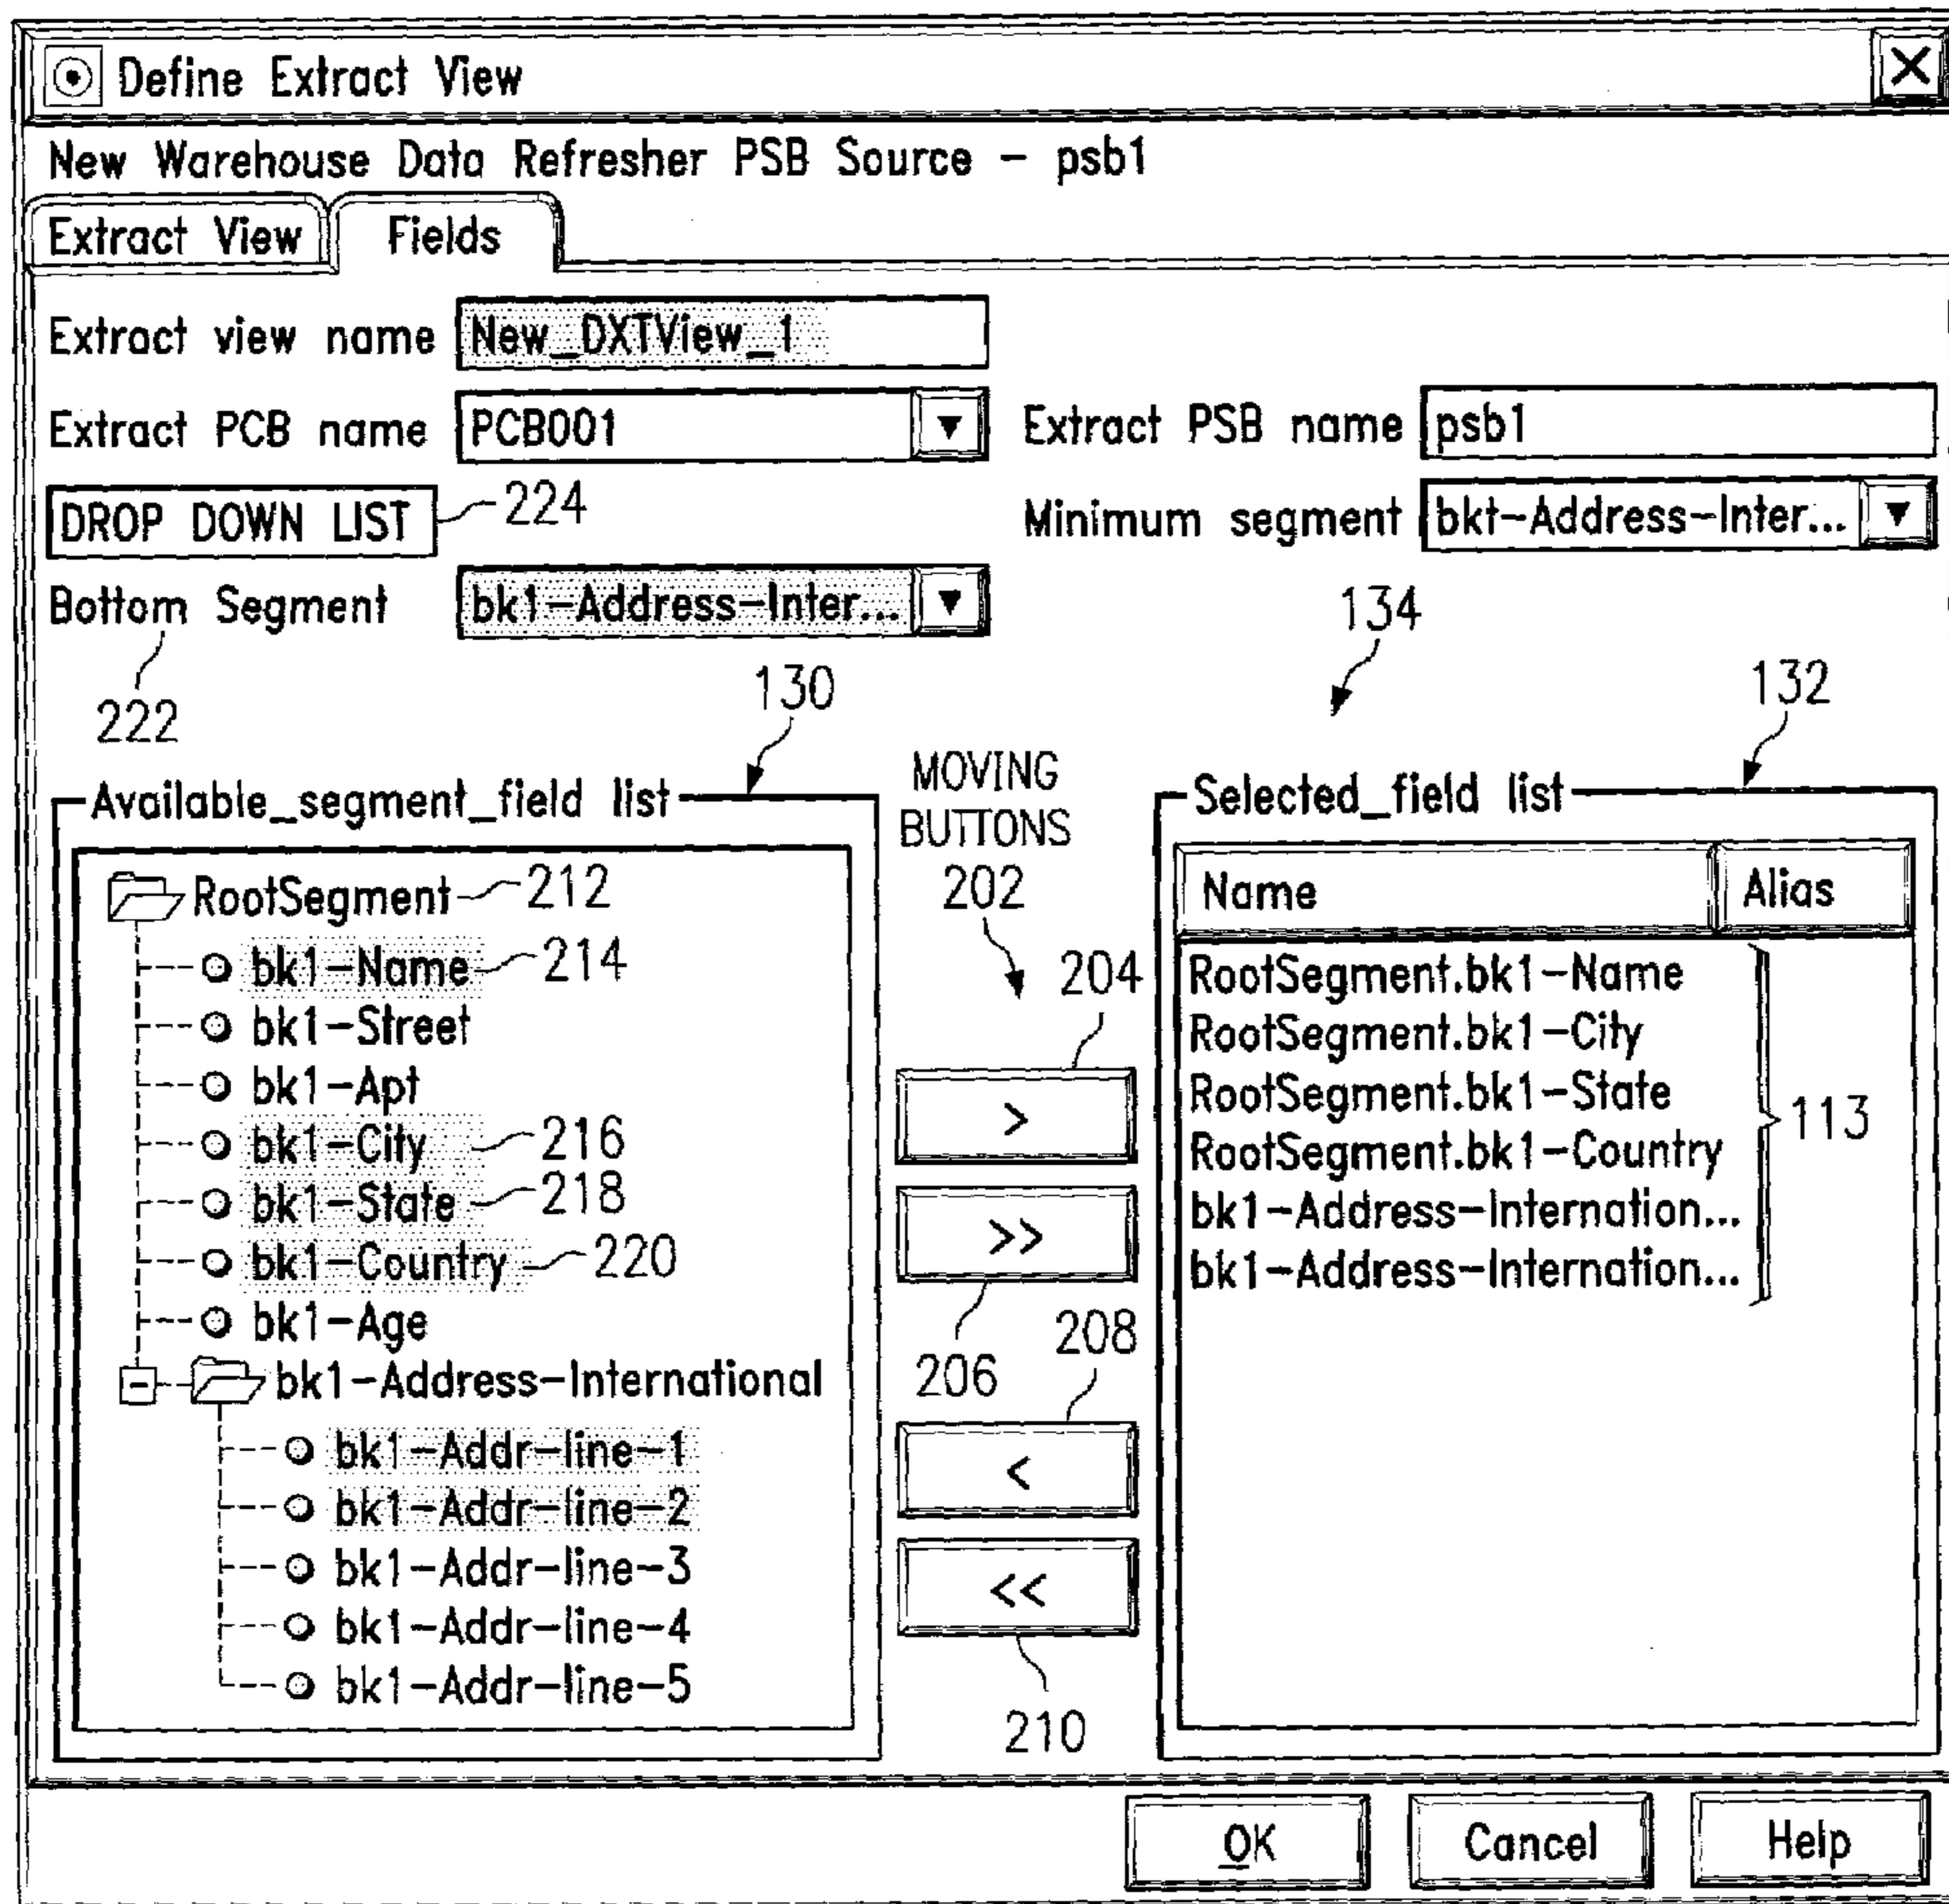 Define Extract View
New Warehouse Data Refresher PSB Source – psb1
Extract View Fields
Extract view name New_DXTView_1
Extract PCB name PCB001 ▼ Extract PSB name psb1
DROP DOWN LIST 224 Minimum segment bkt-Address-Inter... ▼
Bottom Segment bk1-Address-Inter... ▼
134
222
130
132
Available_segment_field list
RootSegment 212
bk1-Name 214
bk1-Street
bk1-Apt
bk1-City 216
bk1-State 218
bk1-Country 220
bk1-Age
bk1-Address-International
bk1-Addr-line-1
bk1-Addr-line-2
bk1-Addr-line-3
bk1-Addr-line-4
bk1-Addr-line-5
MOVING
BUTTONS
202
204
>
>>
206
208
<
<<
210
Selected_field list
Name Alias
RootSegment.bk1-Name
RootSegment.bk1-City
RootSegment.bk1-State
RootSegment.bk1-Country
bk1-Address-Internation...
bk1-Address-Internation...
113
OK Cancel Help